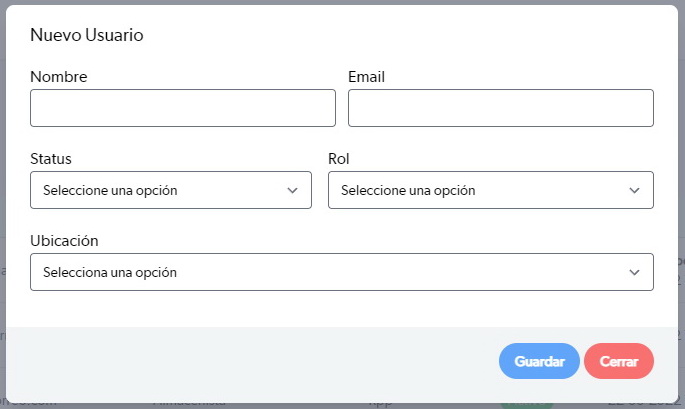 Nuevo Usuario
Nombre Email
Status Rol
Seleccione una opción Seleccione una opción
Ubicación
Selecciona una opción
Guardar Cerrar